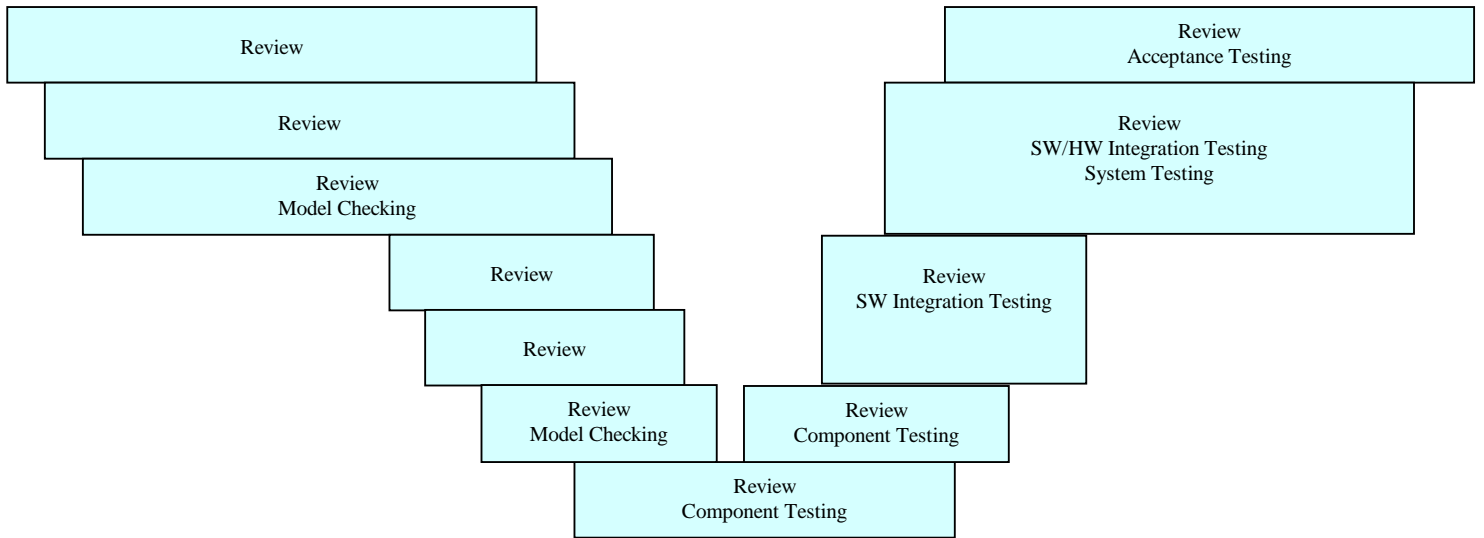 Review
Review
Acceptance Testing
Review
Review
SW/HW Integration Testing
System Testing
Review
Model Checking
Review
Review
SW Integration Testing
Review
Review
Model Checking
Review
Component Testing
Review
Component Testing